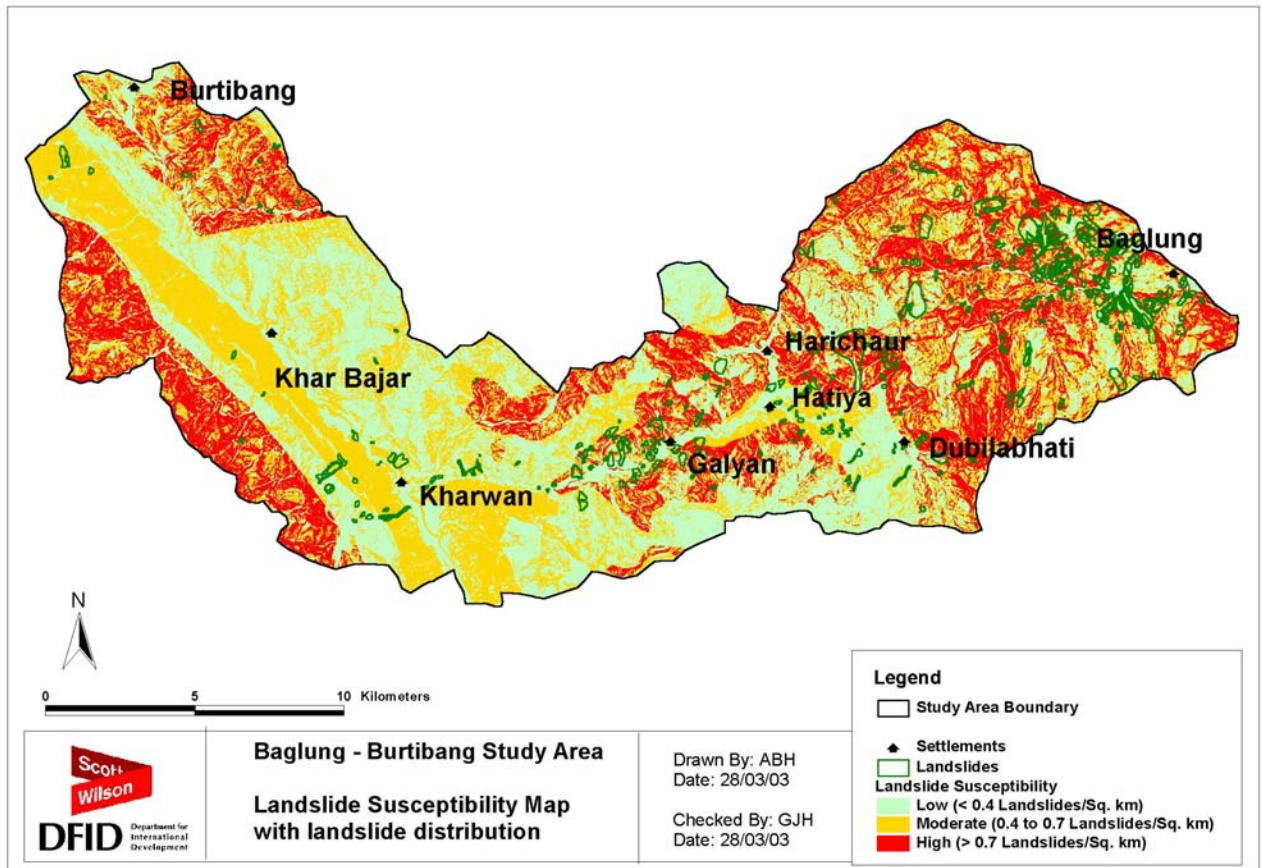 Burtibang
Baglung
Harichaur
Khar Bajar
Hatiya
Dubilabhati
Galyan
Kharwan
N
0 5 10 Kilometers
Scott
Wilson
DFID Department for
International
Development
Baglung - Burtibang Study Area
Landslide Susceptibility Map
with landslide distribution
Drawn By: ABH
Date: 28/03/03
Checked By: GJH
Date: 28/03/03
Legend
Study Area Boundary
Settlements
Landslides
Landslide Susceptibility
Low (< 0.4 Landslides/Sq. km)
Moderate (0.4 to 0.7 Landslides/Sq. km)
High (> 0.7 Landslides/Sq. km)